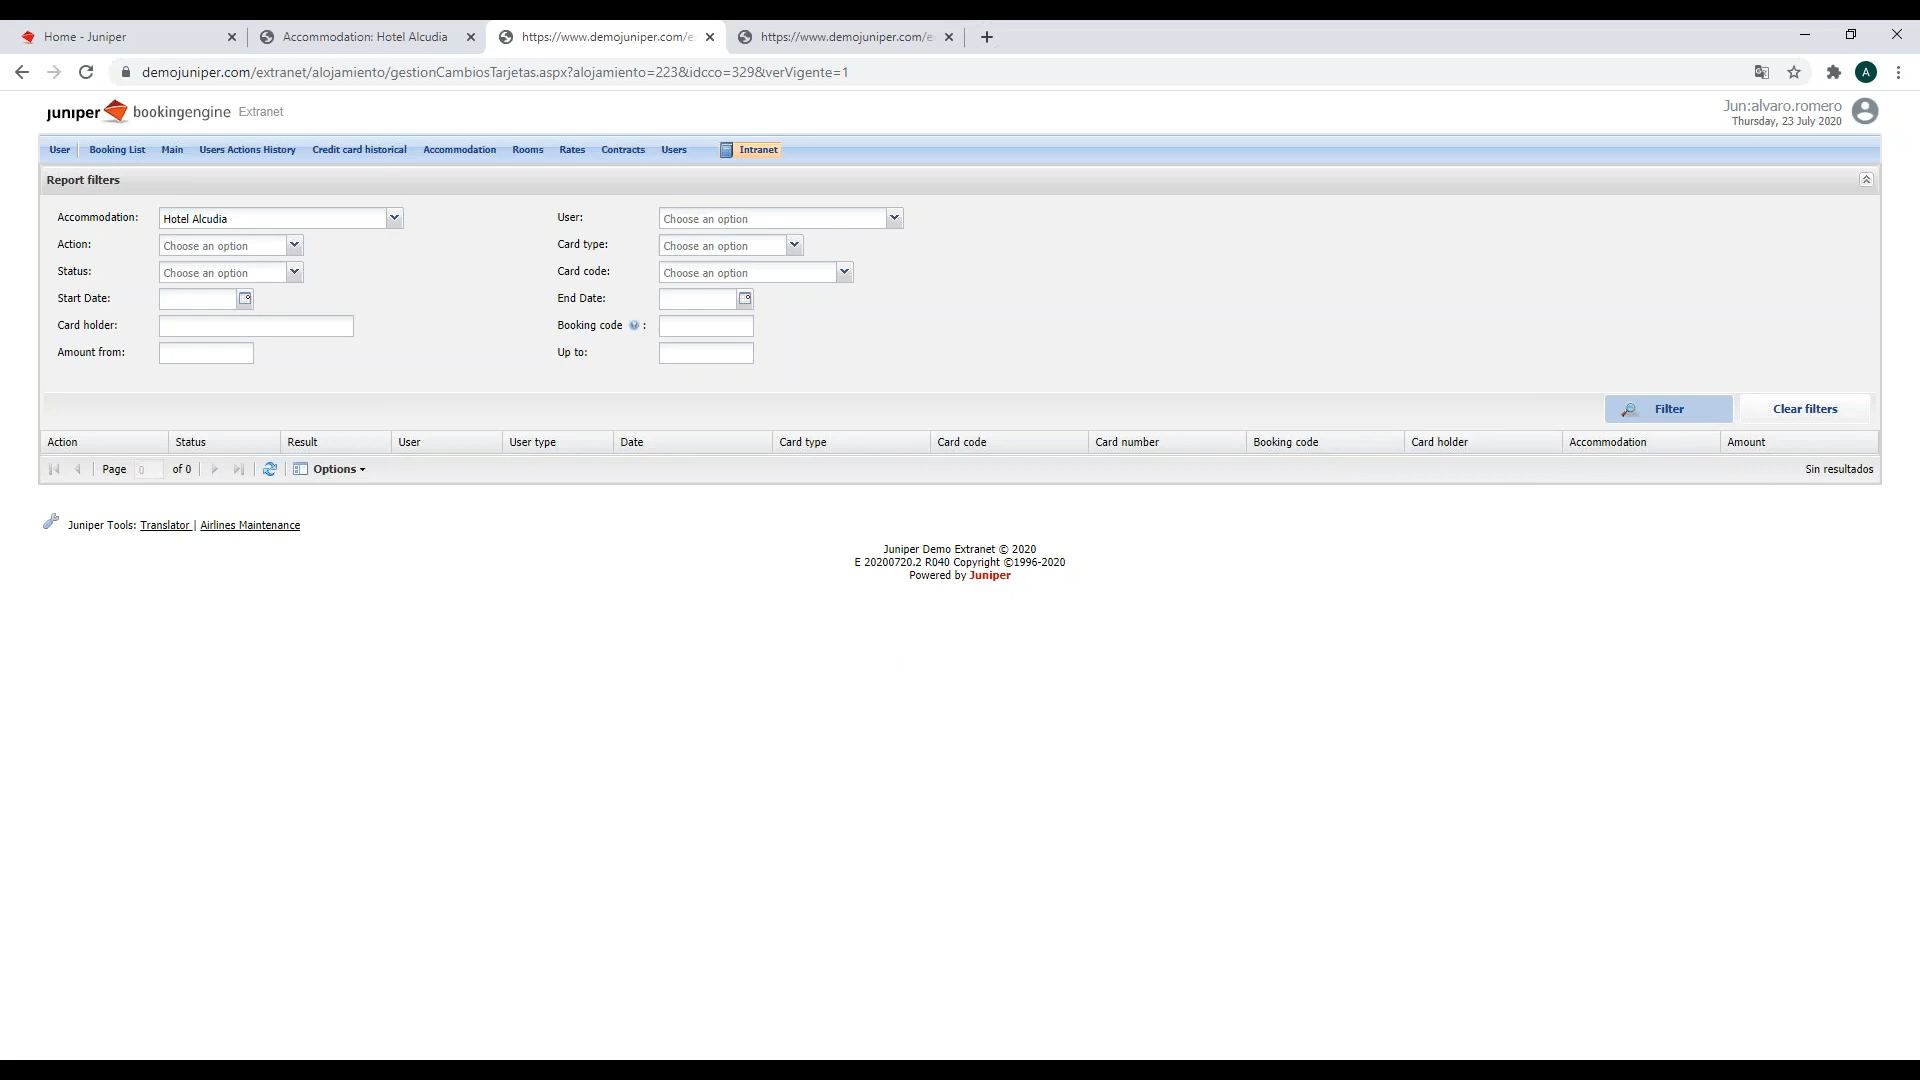 Home - Juniper
Accommodation: Hotel Alcudia
https://www.demojuniper.com/e
https://www.demojuniper.com/e
demojuniper.com/extranet/alojamiento/gestionCambiosTarjetas.aspx?alojamiento=223&idcco=329&verVigente=1
A
juniper bookingengine Extranet
Jun:alvaro.romero
Thursday, 23 July 2020
User Booking List Main Users Actions History Credit card historical Accommodation Rooms Rates Contracts Users Intranet
Report filters
Accommodation: Hotel Alcudia User: Choose an option
Action: Choose an option Card type: Choose an option
Status: Choose an option Card code: Choose an option
Start Date: End Date:
Card holder: Booking code :
Amount from: Up to:
Filter Clear filters
Action Status Result User User type Date Card type Card code Card number Booking code Card holder Accommodation Amount
Page 0 of 0 Options Sin resultados
Juniper Tools: Translator | Airlines Maintenance
Juniper Demo Extranet © 2020
E 20200720.2 R040 Copyright ©1996-2020
Powered by Juniper